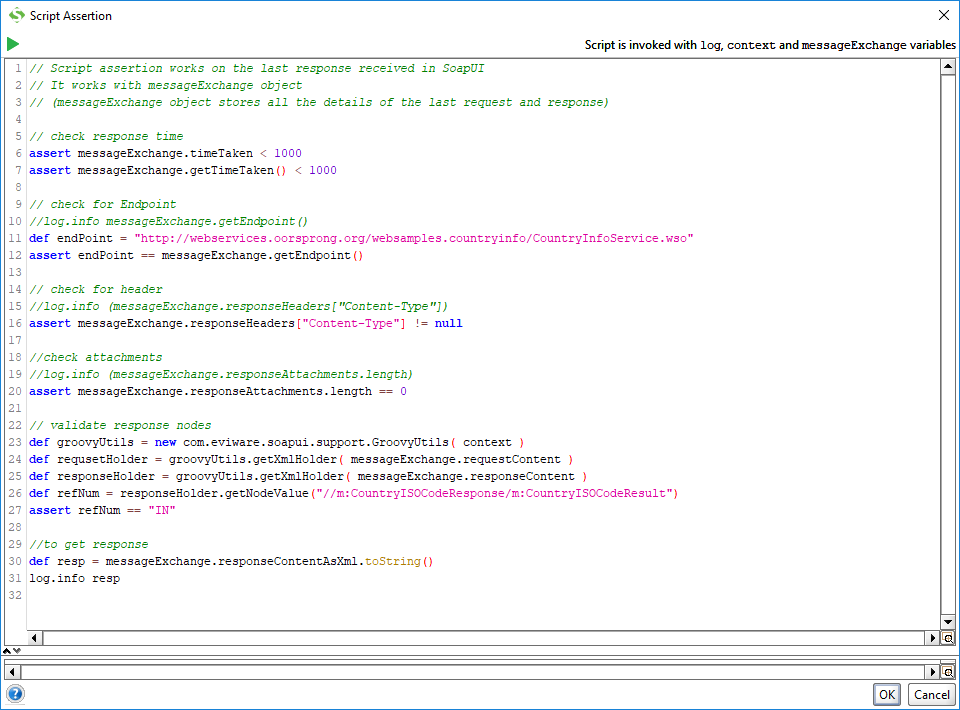 Script Assertion
Script is invoked with log, context and messageExchange variables
1 // Script assertion works on the last response received in SoapUI
2 // It works with messageExchange object
3 // (messageExchange object stores all the details of the last request and response)
4
5 // check response time
6 assert messageExchange.timeTaken < 1000
7 assert messageExchange.getTimeTaken() < 1000
8
9 // check for Endpoint
10 //log.info messageExchange.getEndpoint()
11 def endPoint = "http://webservices.oorsprong.org/websamples.countryinfo/CountryInfoService.wso"
12 assert endPoint == messageExchange.getEndpoint()
13
14 // check for header
15 //log.info (messageExchange.responseHeaders["Content-Type"])
16 assert messageExchange.responseHeaders["Content-Type"] != null
17
18 //check attachments
19 //log.info (messageExchange.responseAttachments.length)
20 assert messageExchange.responseAttachments.length == 0
21
22 // validate response nodes
23 def groovyUtils = new com.eviware.soapui.support.GroovyUtils( context )
24 def requsetHolder = groovyUtils.getXmlHolder( messageExchange.requestContent )
25 def responseHolder = groovyUtils.getXmlHolder( messageExchange.responseContent )
26 def refNum = responseHolder.getNodeValue("//m:CountryISOCodeResponse/m:CountryISOCodeResult")
27 assert refNum == "IN"
28
29 //to get response
30 def resp = messageExchange.responseContentAsXml.toString()
31 log.info resp
32
OK Cancel